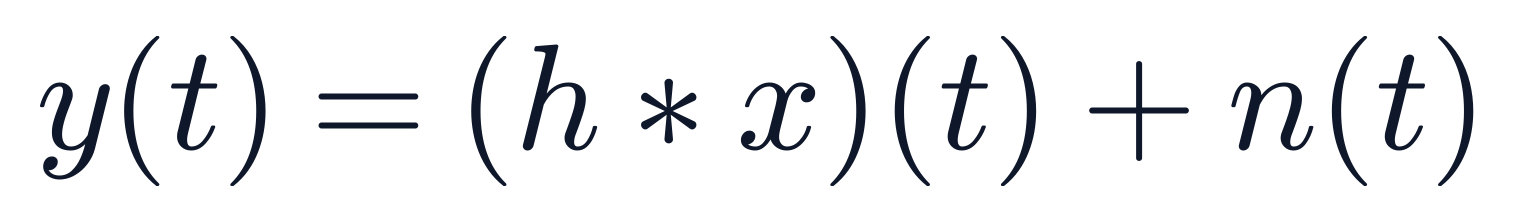 y(t) = (h * x)(t) + n(t)